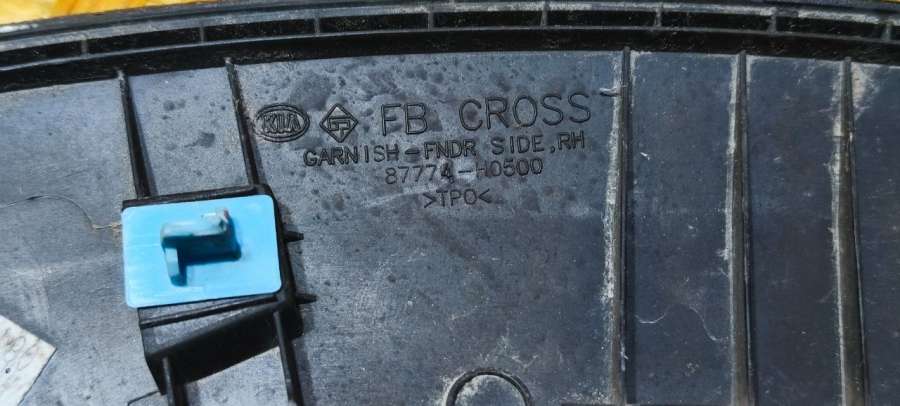 KIA FB CROSS
GARNISH-FNDR SIDE,RH
87774-H0500
>TPO<